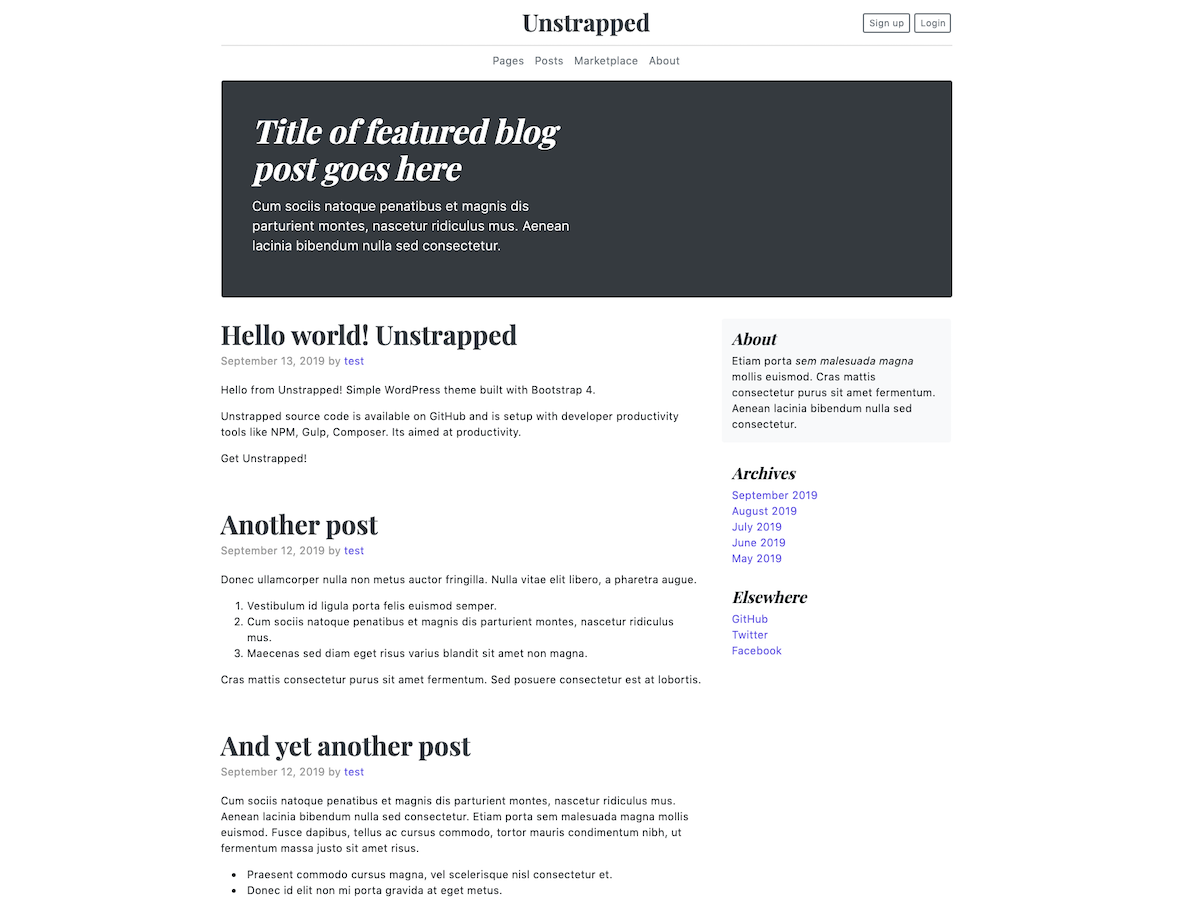 Unstrapped
Sign up
Login
Pages
Posts
Marketplace
About
Title of featured blog
post goes here
Cum sociis natoque penatibus et magnis dis
parturient montes, nascetur ridiculus mus. Aenean
lacinia bibendum nulla sed consectetur.
Hello world! Unstrapped
September 13, 2019 by test
Hello from Unstrapped! Simple WordPress theme built with Bootstrap 4.
Unstrapped source code is available on GitHub and is setup with developer productivity
tools like NPM, Gulp, Composer. Its aimed at productivity.
Get Unstrapped!
Another post
September 12, 2019 by test
Donec ullamcorper nulla non metus auctor fringilla. Nulla vitae elit libero, a pharetra augue.
1. Vestibulum id ligula porta felis euismod semper.
2. Cum sociis natoque penatibus et magnis dis parturient montes, nascetur ridiculus
mus.
3. Maecenas sed diam eget risus varius blandit sit amet non magna.
Cras mattis consectetur purus sit amet fermentum. Sed posuere consectetur est at lobortis.
And yet another post
September 12, 2019 by test
Cum sociis natoque penatibus et magnis dis parturient montes, nascetur ridiculus mus.
Aenean lacinia bibendum nulla sed consectetur. Etiam porta sem malesuada magna mollis
euismod. Fusce dapibus, tellus ac cursus commodo, tortor mauris condimentum nibh, ut
fermentum massa justo sit amet risus.
• Praesent commodo cursus magna, vel scelerisque nisl consectetur et.
• Donec id elit non mi porta gravida at eget metus.
About
Etiam porta sem malesuada magna
mollis euismod. Cras mattis
consectetur purus sit amet fermentum.
Aenean lacinia bibendum nulla sed
consectetur.
Archives
September 2019
August 2019
July 2019
June 2019
May 2019
Elsewhere
GitHub
Twitter
Facebook